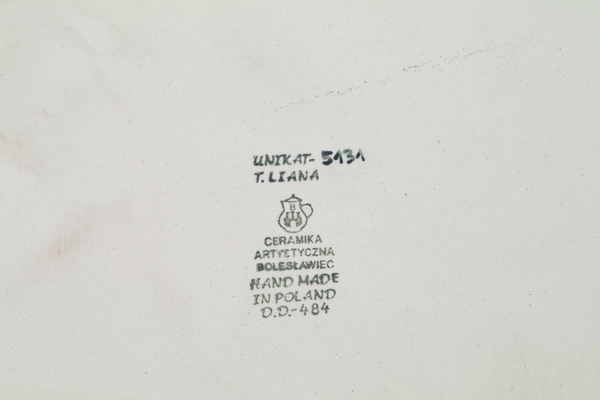 UNIKAT- 5131
T. LIANA
B
CERAMIKA
ARTYSTYCZNA
BOLESŁAWIEC
HAND MADE
IN POLAND
D.D.-484